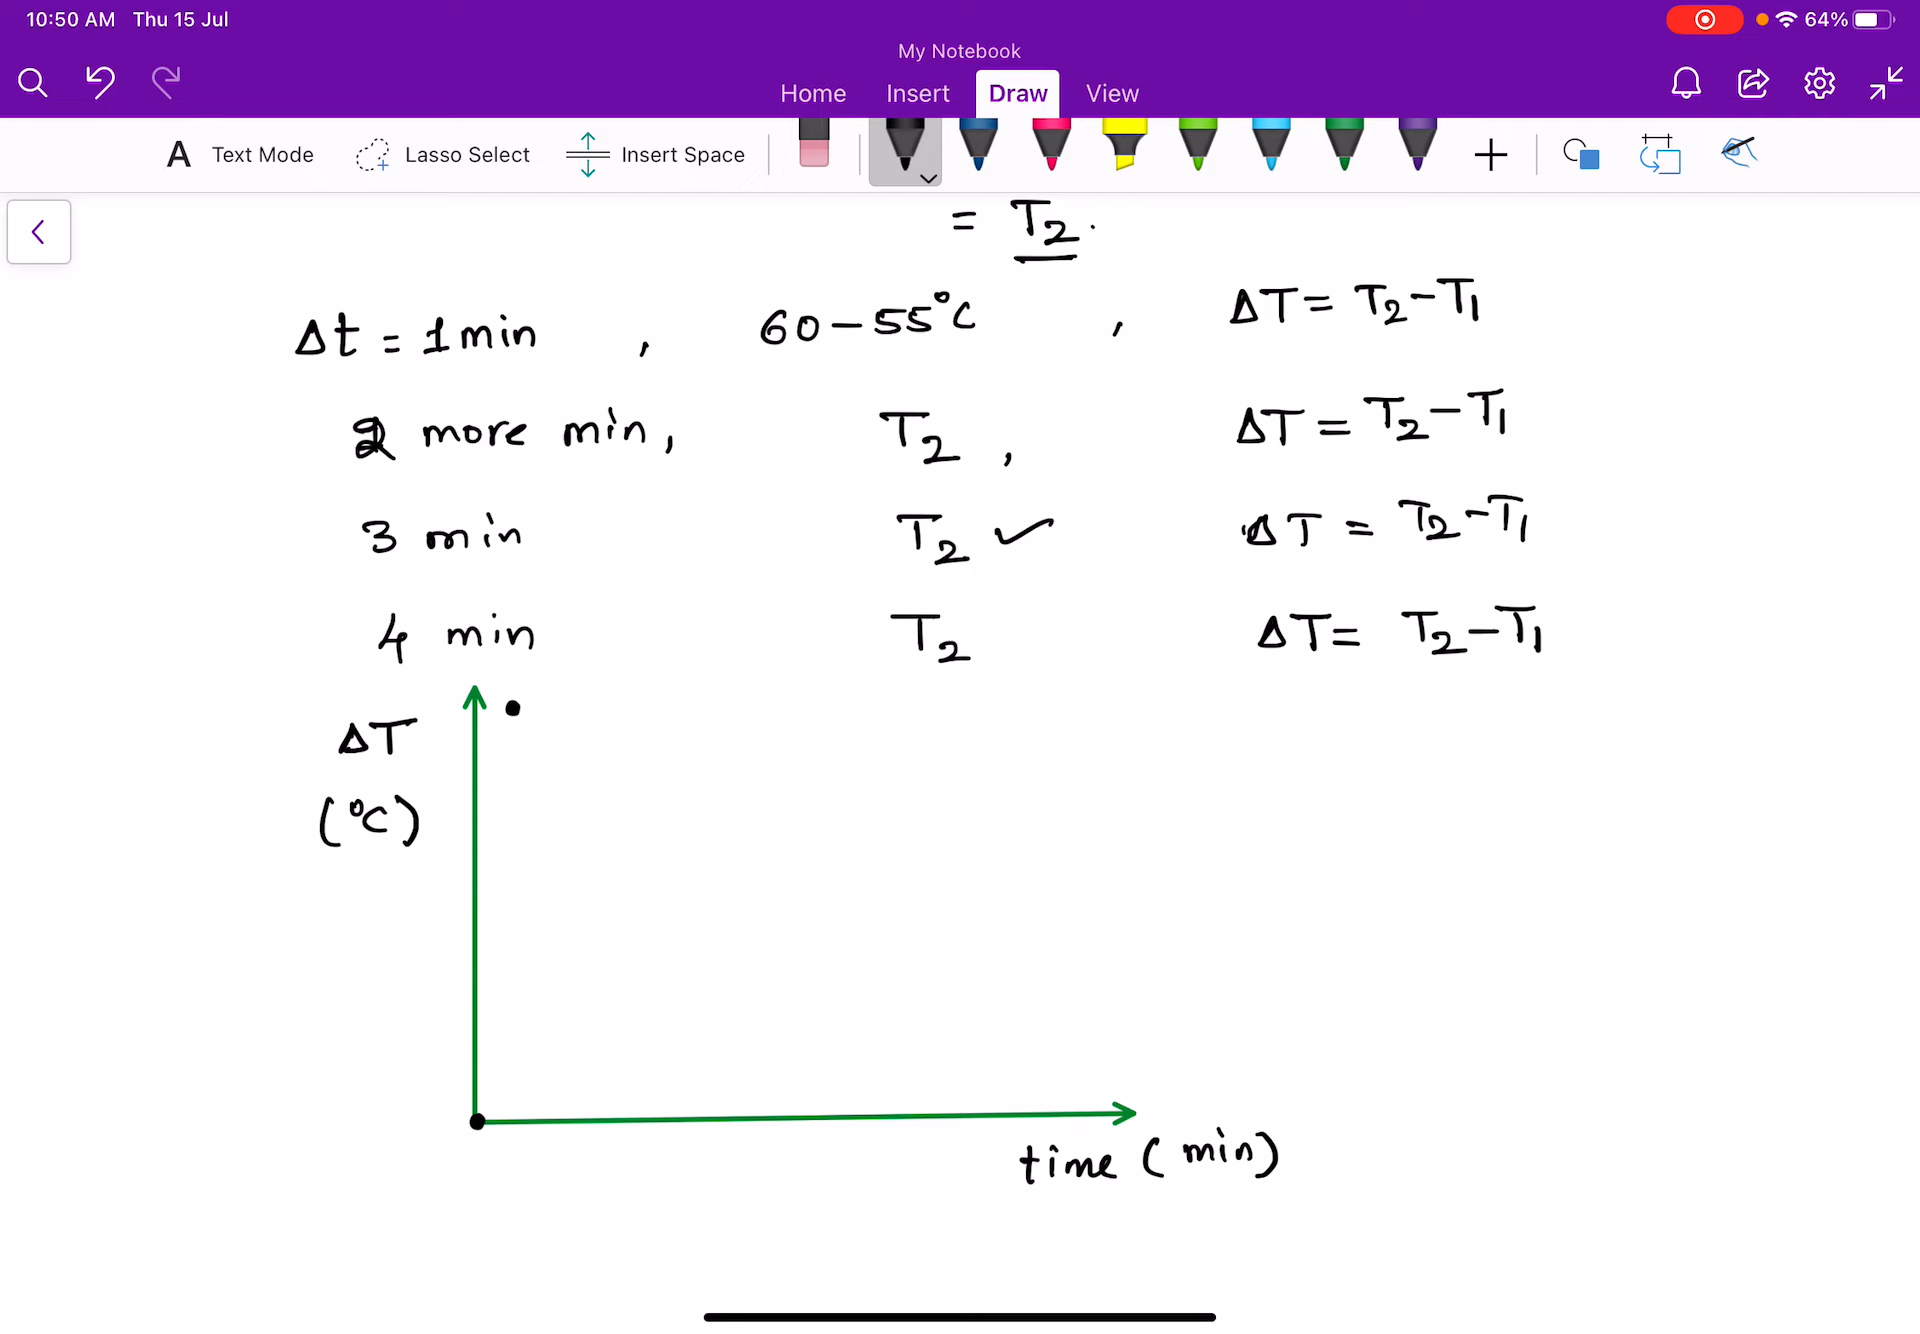 10:50 AM Thu 15 Jul
64%
My Notebook
Home Insert Draw View
A Text Mode Lasso Select Insert Space
= T2.
Δt = 1 min , 60-55°C , ΔT = T2-T1
2 more min, T2 , ΔT = T2-T1
3 min T2 ✓ ΔT = T2-T1
4 min T2 ΔT = T2-T1
ΔT
(°C)
time (min)